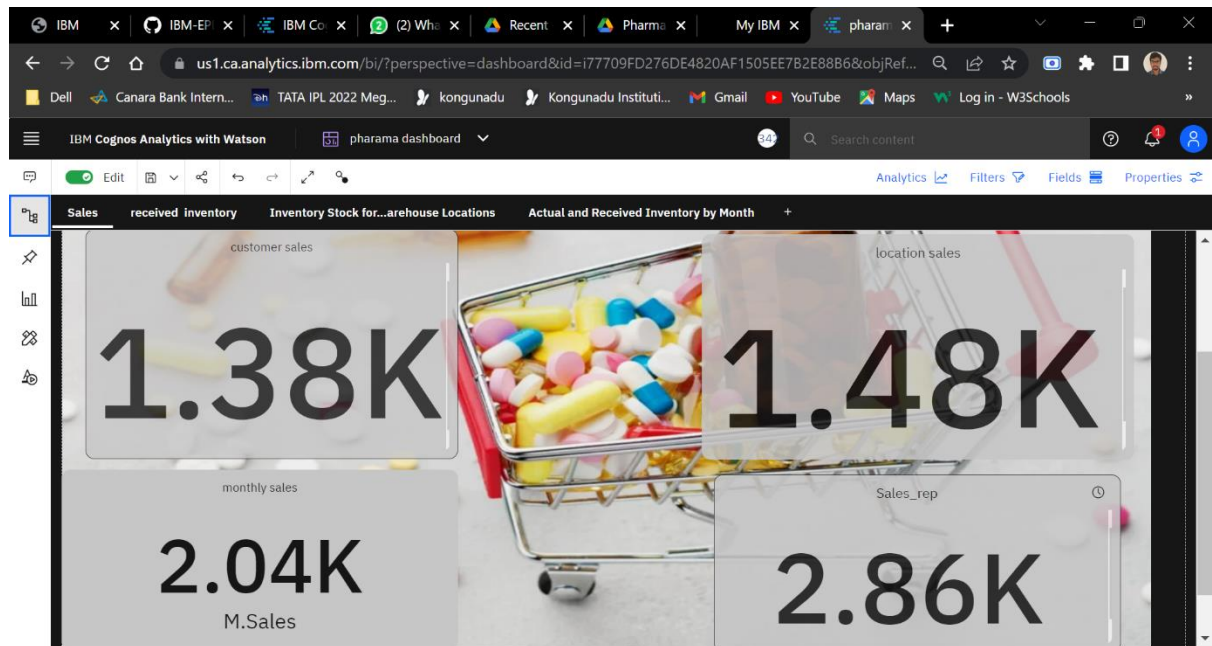 IBM
IBM-EPI
IBM Co
(2) Wha
Recent
Pharma
My IBM
pharam
us1.ca.analytics.ibm.com/bi/?perspective=dashboard&id=i77709FD276DE4820AF1505EE7B2E88B6&objRef...
Dell
Canara Bank Intern...
TATA IPL 2022 Meg...
kongunadu
Kongunadu Instituti...
Gmail
YouTube
Maps
Log in - W3Schools
»
IBM Cognos Analytics with Watson
pharama dashboard
Search content
Edit
Analytics
Filters
Fields
Properties
Sales
received inventory
Inventory Stock for...arehouse Locations
Actual and Received Inventory by Month
+
customer sales
location sales
1.38K
1.48K
monthly sales
Sales_rep
2.04K
2.86K
M.Sales